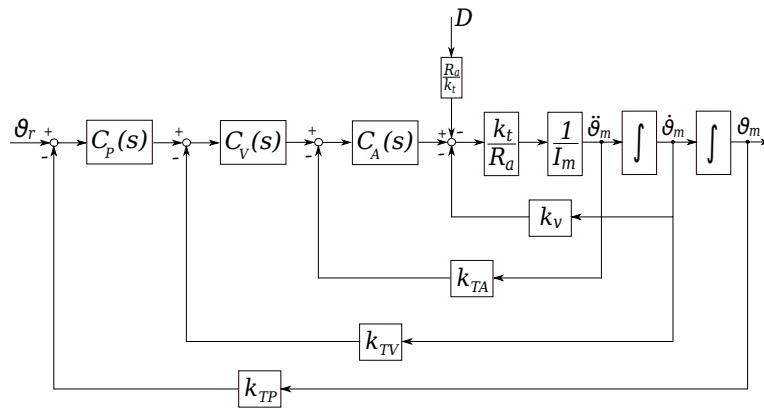 D
R_a
k_t
ϑ_r + - C_P(s) + - C_V(s) + - C_A(s) + - - k_t/R_a 1/I_m ϑ̈_m ∫ ϑ̇_m ∫ ϑ_m
k_v
k_TA
k_TV
k_TP